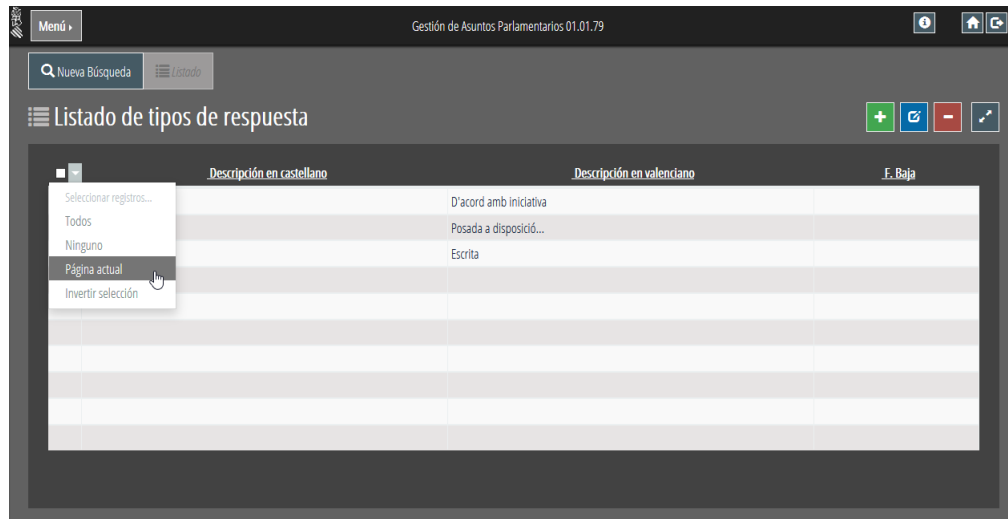 Menú
Gestión de Asuntos Parlamentarios 01.01.79
Nueva Búsqueda
Listado
Listado de tipos de respuesta
Descripción en castellano
Descripción en valenciano
F. Baja
Seleccionar registros...
Todos
Ninguno
Página actual
Invertir selección
D'acord amb iniciativa
Posada a disposició...
Escrita